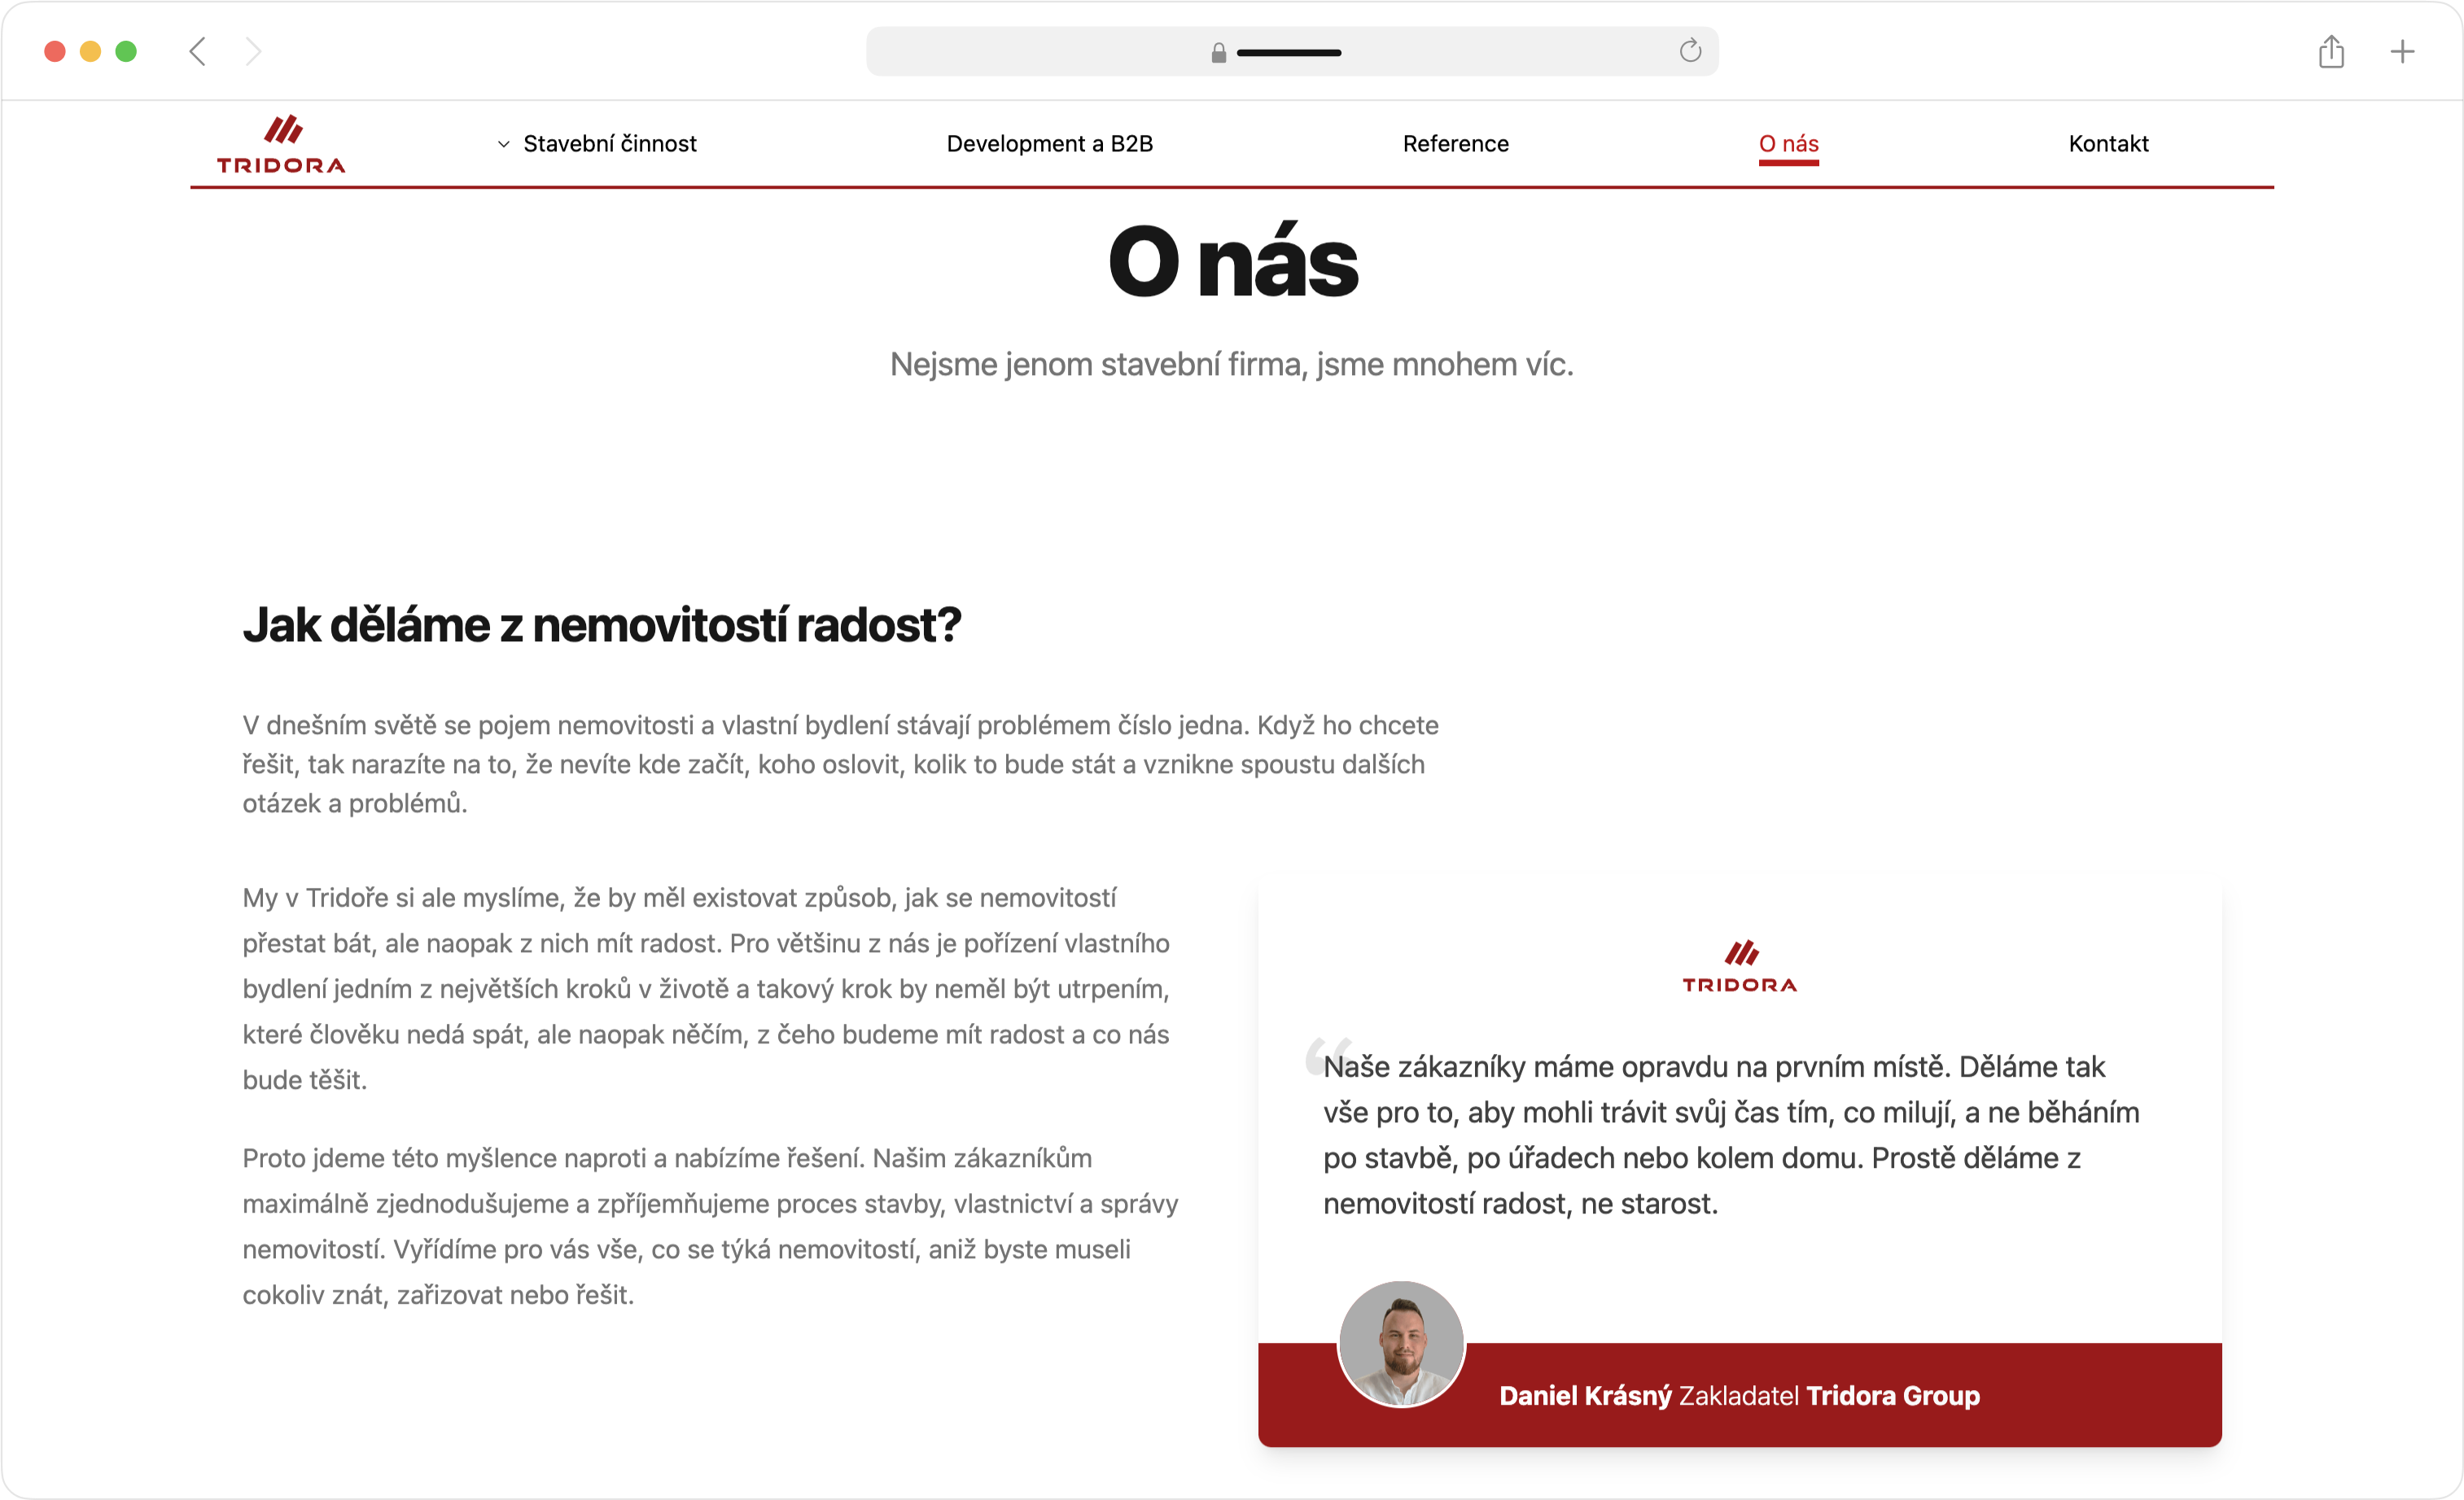 TRIDORA
Stavební činnost
Development a B2B
Reference
O nás
Kontakt
O nás
Nejsme jenom stavební firma, jsme mnohem víc.
Jak děláme z nemovitostí radost?
V dnešním světě se pojem nemovitosti a vlastní bydlení stávají problémem číslo jedna. Když ho chcete
řešit, tak narazíte na to, že nevíte kde začít, koho oslovit, kolik to bude stát a vznikne spoustu dalších
otázek a problémů.
My v Tridoře si ale myslíme, že by měl existovat způsob, jak se nemovitostí
přestat bát, ale naopak z nich mít radost. Pro většinu z nás je pořízení vlastního
bydlení jedním z největších kroků v životě a takový krok by neměl být utrpením,
které člověku nedá spát, ale naopak něčím, z čeho budeme mít radost a co nás
bude těšit.
Proto jdeme této myšlence naproti a nabízíme řešení. Našim zákazníkům
maximálně zjednodušujeme a zpříjemňujeme proces stavby, vlastnictví a správy
nemovitostí. Vyřídíme pro vás vše, co se týká nemovitostí, aniž byste museli
cokoliv znát, zařizovat nebo řešit.
TRIDORA
“
Naše zákazníky máme opravdu na prvním místě. Děláme tak
vše pro to, aby mohli trávit svůj čas tím, co milují, a ne běháním
po stavbě, po úřadech nebo kolem domu. Prostě děláme z
nemovitostí radost, ne starost.
Daniel Krásný Zakladatel Tridora Group